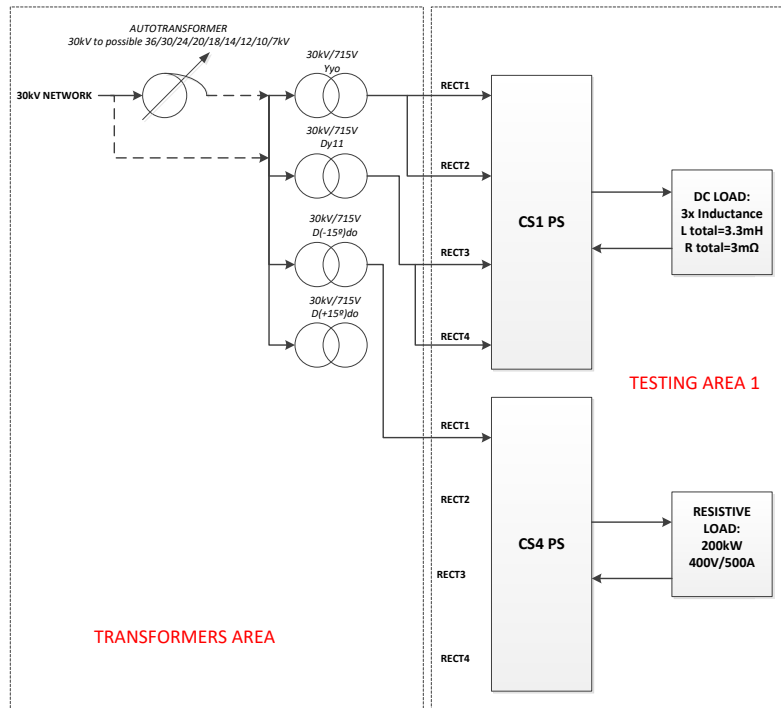 AUTOTRANSFORMER
30kV to possible 36/30/24/20/18/14/12/10/7kV
30kV NETWORK
30kV/715V
Yyo
30kV/715V
Dy11
30kV/715V
D(-15º)do
30kV/715V
D(+15º)do
TRANSFORMERS AREA
RECT1
RECT2
RECT3
RECT4
CS1 PS
DC LOAD:
3x Inductance
L total=3.3mH
R total=3mΩ
TESTING AREA 1
RECT1
RECT2
RECT3
RECT4
CS4 PS
RESISTIVE
LOAD:
200kW
400V/500A